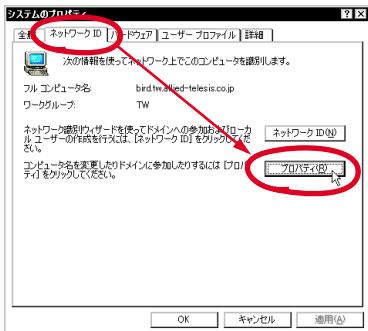 システムのプロパティ
全般 ネットワーク ID ハードウェア ユーザー プロファイル 詳細
次の情報を使ってネットワーク上でこのコンピュータを識別します。
フル コンピュータ名: bird.tw.allied-telesis.co.jp
ワークグループ: TW
ネットワーク識別ウィザードを使ってドメインへの参加およびローカ
ル ユーザーの作成を行うには、[ネットワーク ID] をクリックしてくだ
さい。
ネットワーク ID(N)
コンピュータ名を変更したりドメインに参加したりするには [プロパ
ティ] をクリックしてください。
プロパティ(R)
OK キャンセル 適用(A)